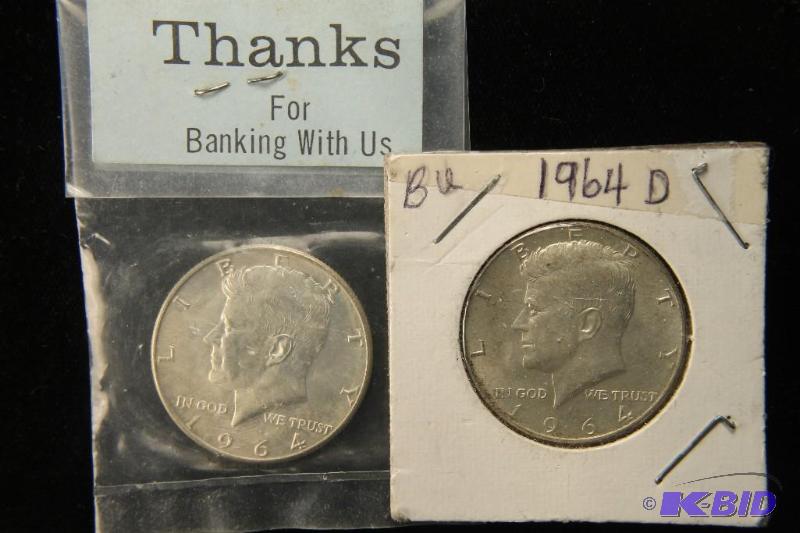 Thanks
For
Banking With Us
BU 1964 D
LIBERTY
IN GOD WE TRUST
1964
LIBERTY
IN GOD WE TRUST
1964
© K-BID